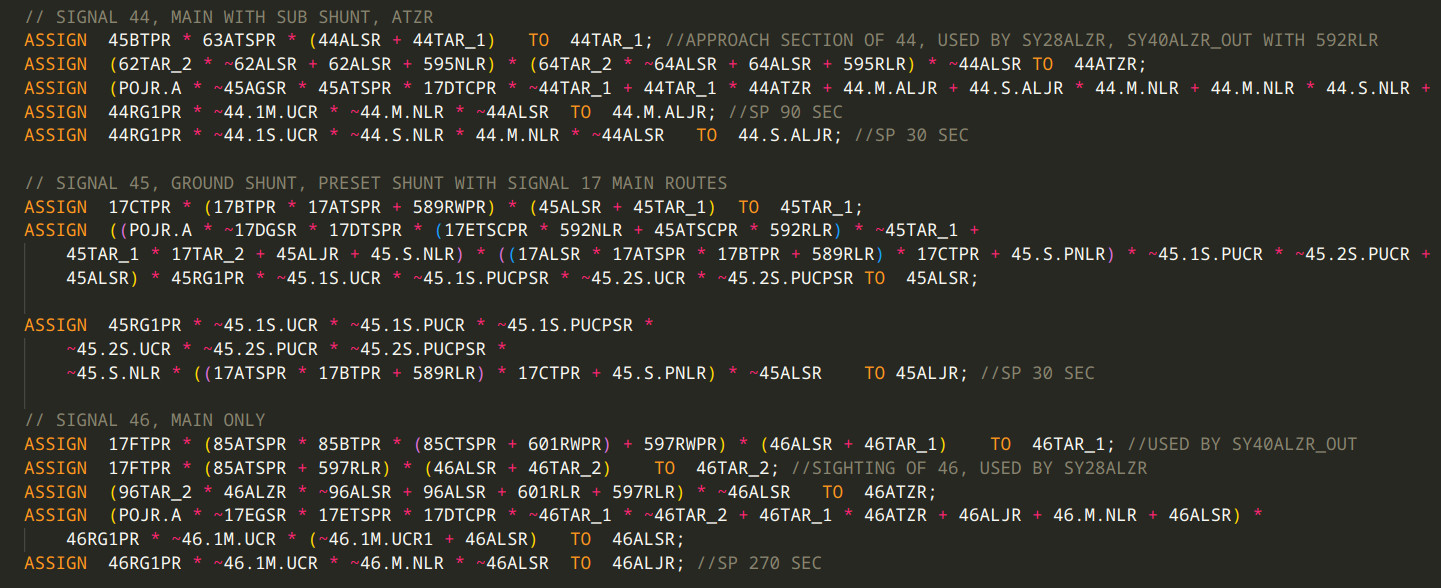 // SIGNAL 44, MAIN WITH SUB SHUNT, ATZR
ASSIGN  45BTPR * 63ATSPR * (44ALSR + 44TAR_1)   TO  44TAR_1; //APPROACH SECTION OF 44, USED BY SY28ALZR, SY40ALZR_OUT WITH 592RLR
ASSIGN  (62TAR_2 * ~62ALSR + 62ALSR + 595NLR) * (64TAR_2 * ~64ALSR + 64ALSR + 595RLR) * ~44ALSR TO  44ATZR;
ASSIGN  (POJR.A * ~45AGSR * 45ATSPR * 17DTCPR * ~44TAR_1 + 44TAR_1 * 44ATZR + 44.M.ALJR + 44.S.ALJR * 44.M.NLR + 44.M.NLR * 44.S.NLR +
ASSIGN  44RG1PR * ~44.1M.UCR * ~44.M.NLR * ~44ALSR  TO  44.M.ALJR; //SP 90 SEC
ASSIGN  44RG1PR * ~44.1S.UCR * ~44.S.NLR * 44.M.NLR * ~44ALSR   TO  44.S.ALJR; //SP 30 SEC
// SIGNAL 45, GROUND SHUNT, PRESET SHUNT WITH SIGNAL 17 MAIN ROUTES
ASSIGN  17CTPR * (17BTPR * 17ATSPR + 589RWPR) * (45ALSR + 45TAR_1)  TO  45TAR_1;
ASSIGN  ((POJR.A * ~17DGSR * 17DTSPR * (17ETSCPR * 592NLR + 45ATSCPR * 592RLR) * ~45TAR_1 +
45TAR_1 * 17TAR_2 + 45ALJR + 45.S.NLR) * ((17ALSR * 17ATSPR * 17BTPR + 589RLR) * 17CTPR + 45.S.PNLR) * ~45.1S.PUCR * ~45.2S.PUCR +
45ALSR) * 45RG1PR * ~45.1S.UCR * ~45.1S.PUCPSR * ~45.2S.UCR * ~45.2S.PUCPSR TO  45ALSR;
ASSIGN  45RG1PR * ~45.1S.UCR * ~45.1S.PUCR * ~45.1S.PUCPSR *
~45.2S.UCR * ~45.2S.PUCR * ~45.2S.PUCPSR *
~45.S.NLR * ((17ATSPR * 17BTPR + 589RLR) * 17CTPR + 45.S.PNLR) * ~45ALSR    TO 45ALJR; //SP 30 SEC
// SIGNAL 46, MAIN ONLY
ASSIGN  17FTPR * (85ATSPR * 85BTPR * (85CTSPR + 601RWPR) + 597RWPR) * (46ALSR + 46TAR_1)    TO  46TAR_1; //USED BY SY40ALZR_OUT
ASSIGN  17FTPR * (85ATSPR + 597RLR) * (46ALSR + 46TAR_2)    TO  46TAR_2; //SIGHTING OF 46, USED BY SY28ALZR
ASSIGN  (96TAR_2 * 46ALZR * ~96ALSR + 96ALSR + 601RLR + 597RLR) * ~46ALSR   TO  46ATZR;
ASSIGN  (POJR.A * ~17EGSR * 17ETSPR * 17DTCPR * ~46TAR_1 * ~46TAR_2 + 46TAR_1 * 46ATZR + 46ALJR + 46.M.NLR + 46ALSR) *
46RG1PR * ~46.1M.UCR * (~46.1M.UCR1 + 46ALSR)   TO  46ALSR;
ASSIGN  46RG1PR * ~46.1M.UCR * ~46.M.NLR * ~46ALSR  TO  46ALJR; //SP 270 SEC